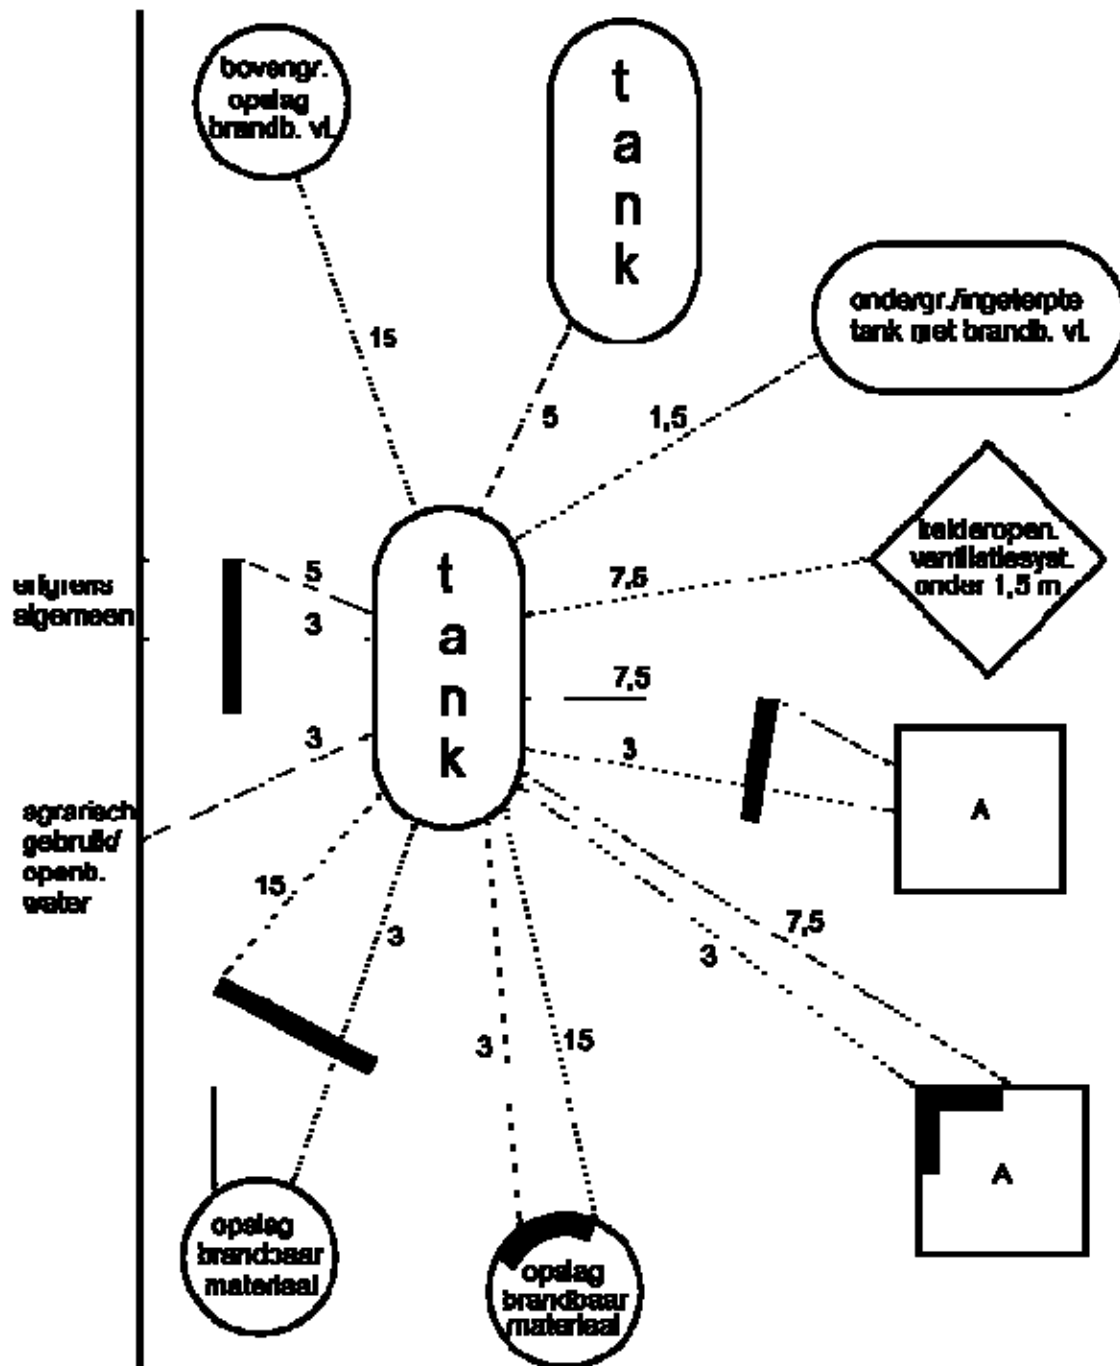 bovengr.
opslag
brandb. vl.
t
a
n
k
ondergr./ingeterpte
tank met brandb. vl.
15
5
1,5
kelderopen.
ventilatiesyst.
onder 1,5 m
7,5
erfgrens
algemeen
5
3
t
a
n
k
7,5
3
3
A
agrarisch
gebruik/
openb.
water
15
3
7,5
3
3
15
A
opslag
brandbaar
materiaal
opslag
brandbaar
materiaal